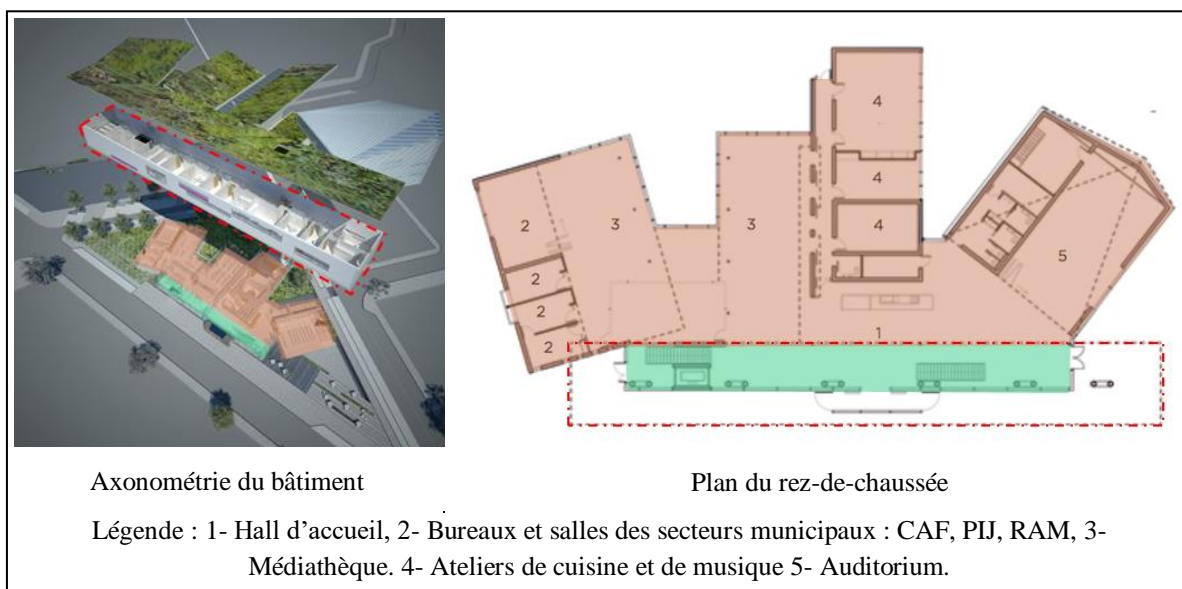 4
4
2
3
3
4
2
5
2
1
2
Axonométrie du bâtiment
Plan du rez-de-chaussée
Légende : 1- Hall d’accueil, 2- Bureaux et salles des secteurs municipaux : CAF, PIJ, RAM, 3-
Médiathèque. 4- Ateliers de cuisine et de musique 5- Auditorium.